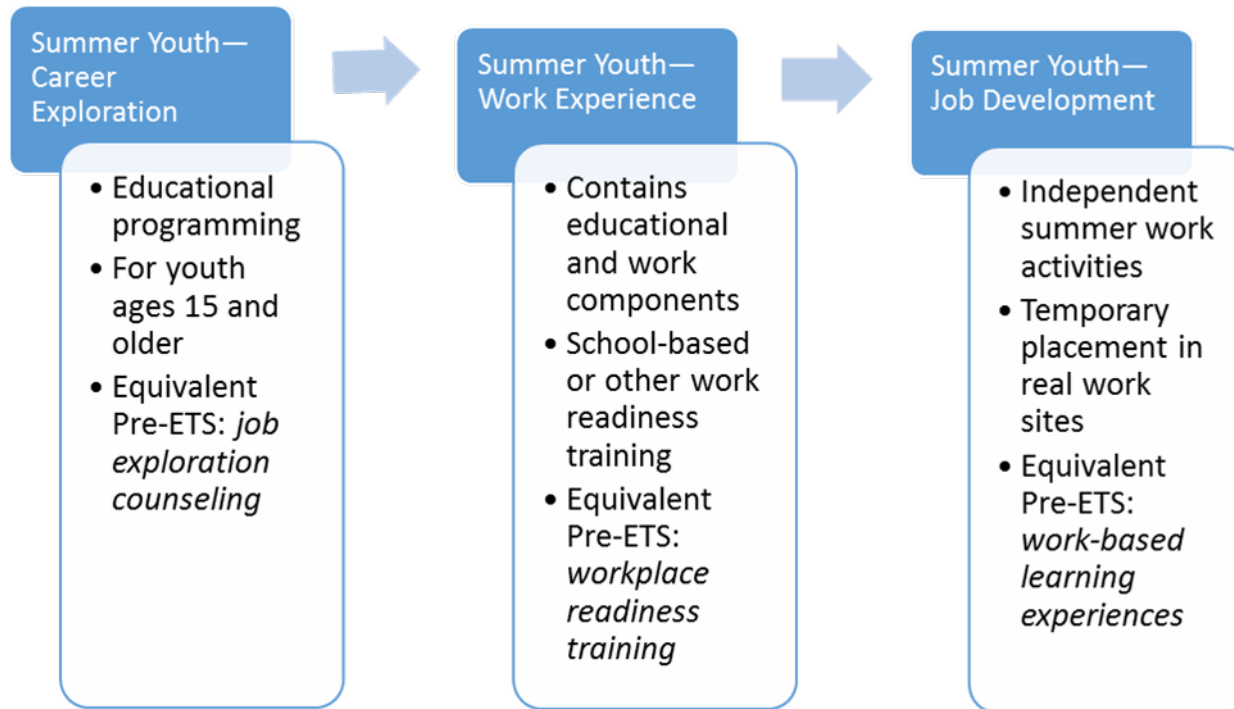 Summer Youth—
Career
Exploration
• Educational
programming
• For youth
ages 15 and
older
• Equivalent
Pre-ETS: job
exploration
counseling
Summer Youth—
Work Experience
• Contains
educational
and work
components
• School-based
or other work
readiness
training
• Equivalent
Pre-ETS:
workplace
readiness
training
Summer Youth—
Job Development
• Independent
summer work
activities
• Temporary
placement in
real work
sites
• Equivalent
Pre-ETS:
work-based
learning
experiences